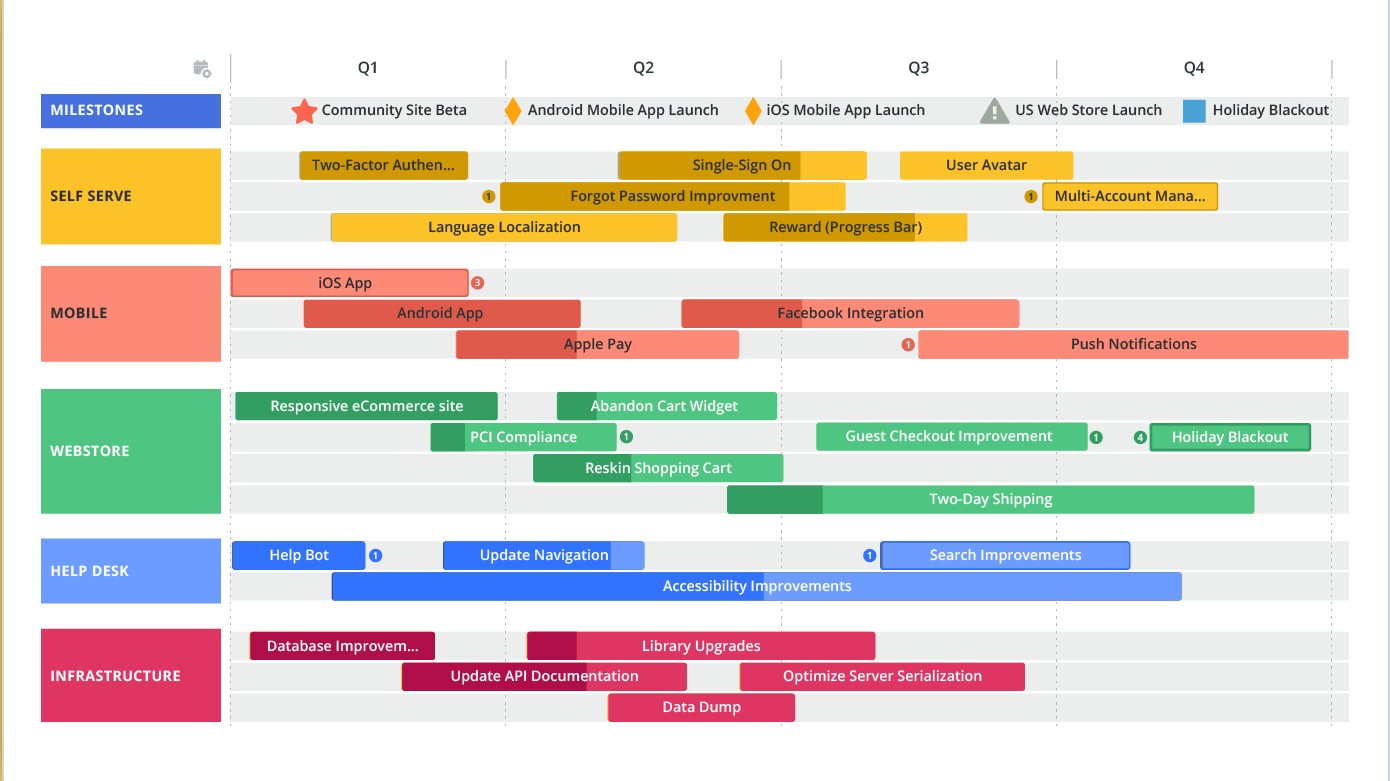 Q1 Q2 Q3 Q4
MILESTONES Community Site Beta Android Mobile App Launch iOS Mobile App Launch US Web Store Launch Holiday Blackout
Two-Factor Authen... Single-Sign On User Avatar
SELF SERVE 1 Forgot Password Improvment 1 Multi-Account Mana...
Language Localization Reward (Progress Bar)
iOS App 3
MOBILE Android App Facebook Integration
Apple Pay 1 Push Notifications
Responsive eCommerce site Abandon Cart Widget
PCI Compliance 1 Guest Checkout Improvement 1 4 Holiday Blackout
WEBSTORE
Reskin Shopping Cart
Two-Day Shipping
Help Bot 1 Update Navigation 1 Search Improvements
HELP DESK
Accessibility Improvements
Database Improvem... Library Upgrades
INFRASTRUCTURE Update API Documentation Optimize Server Serialization
Data Dump